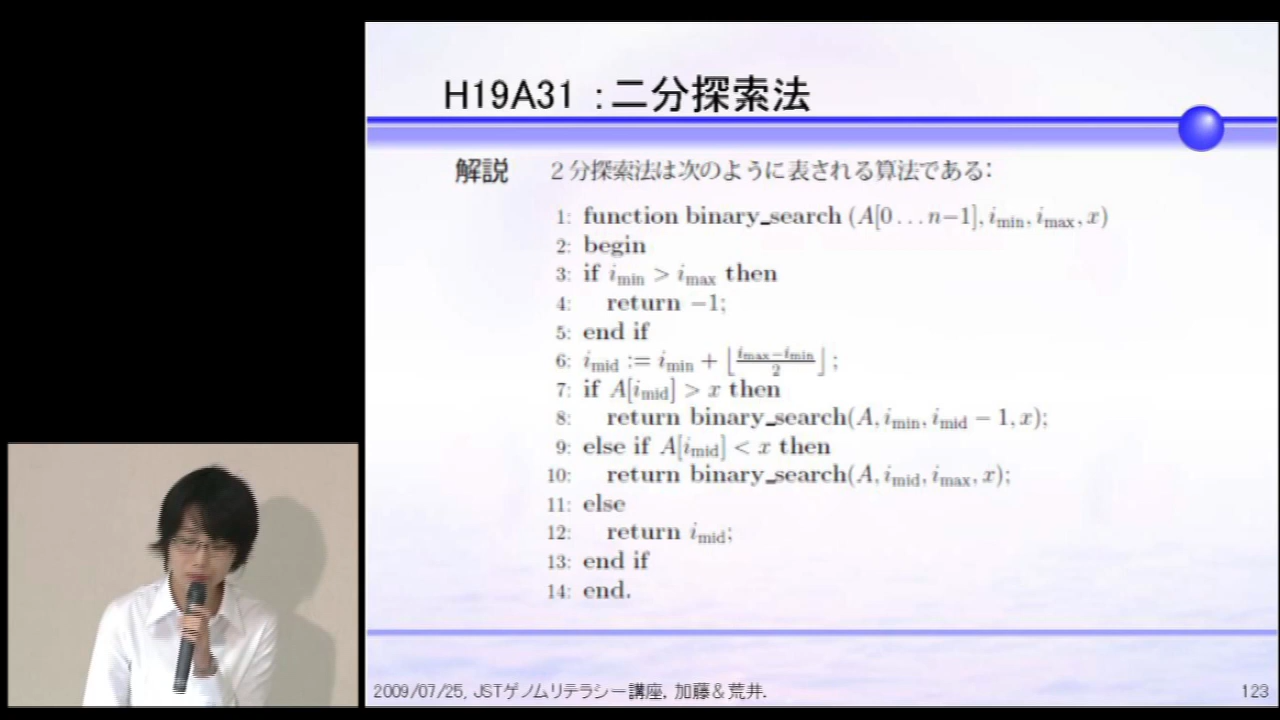 H19A31 :二分探索法
解説 2分探索法は次のように表される算法である:
1: function binary_search (A[0…n−1], i_min, i_max, x)
2: begin
3: if i_min > i_max then
4: return −1;
5: end if
6: i_mid := i_min + ⌊(i_max−i_min)/2⌋ ;
7: if A[i_mid] > x then
8: return binary_search(A, i_min, i_mid − 1, x);
9: else if A[i_mid] < x then
10: return binary_search(A, i_mid, i_max, x);
11: else
12: return i_mid;
13: end if
14: end.
2009/07/25, JSTゲノムリテラシー講座, 加藤&荒井. 123